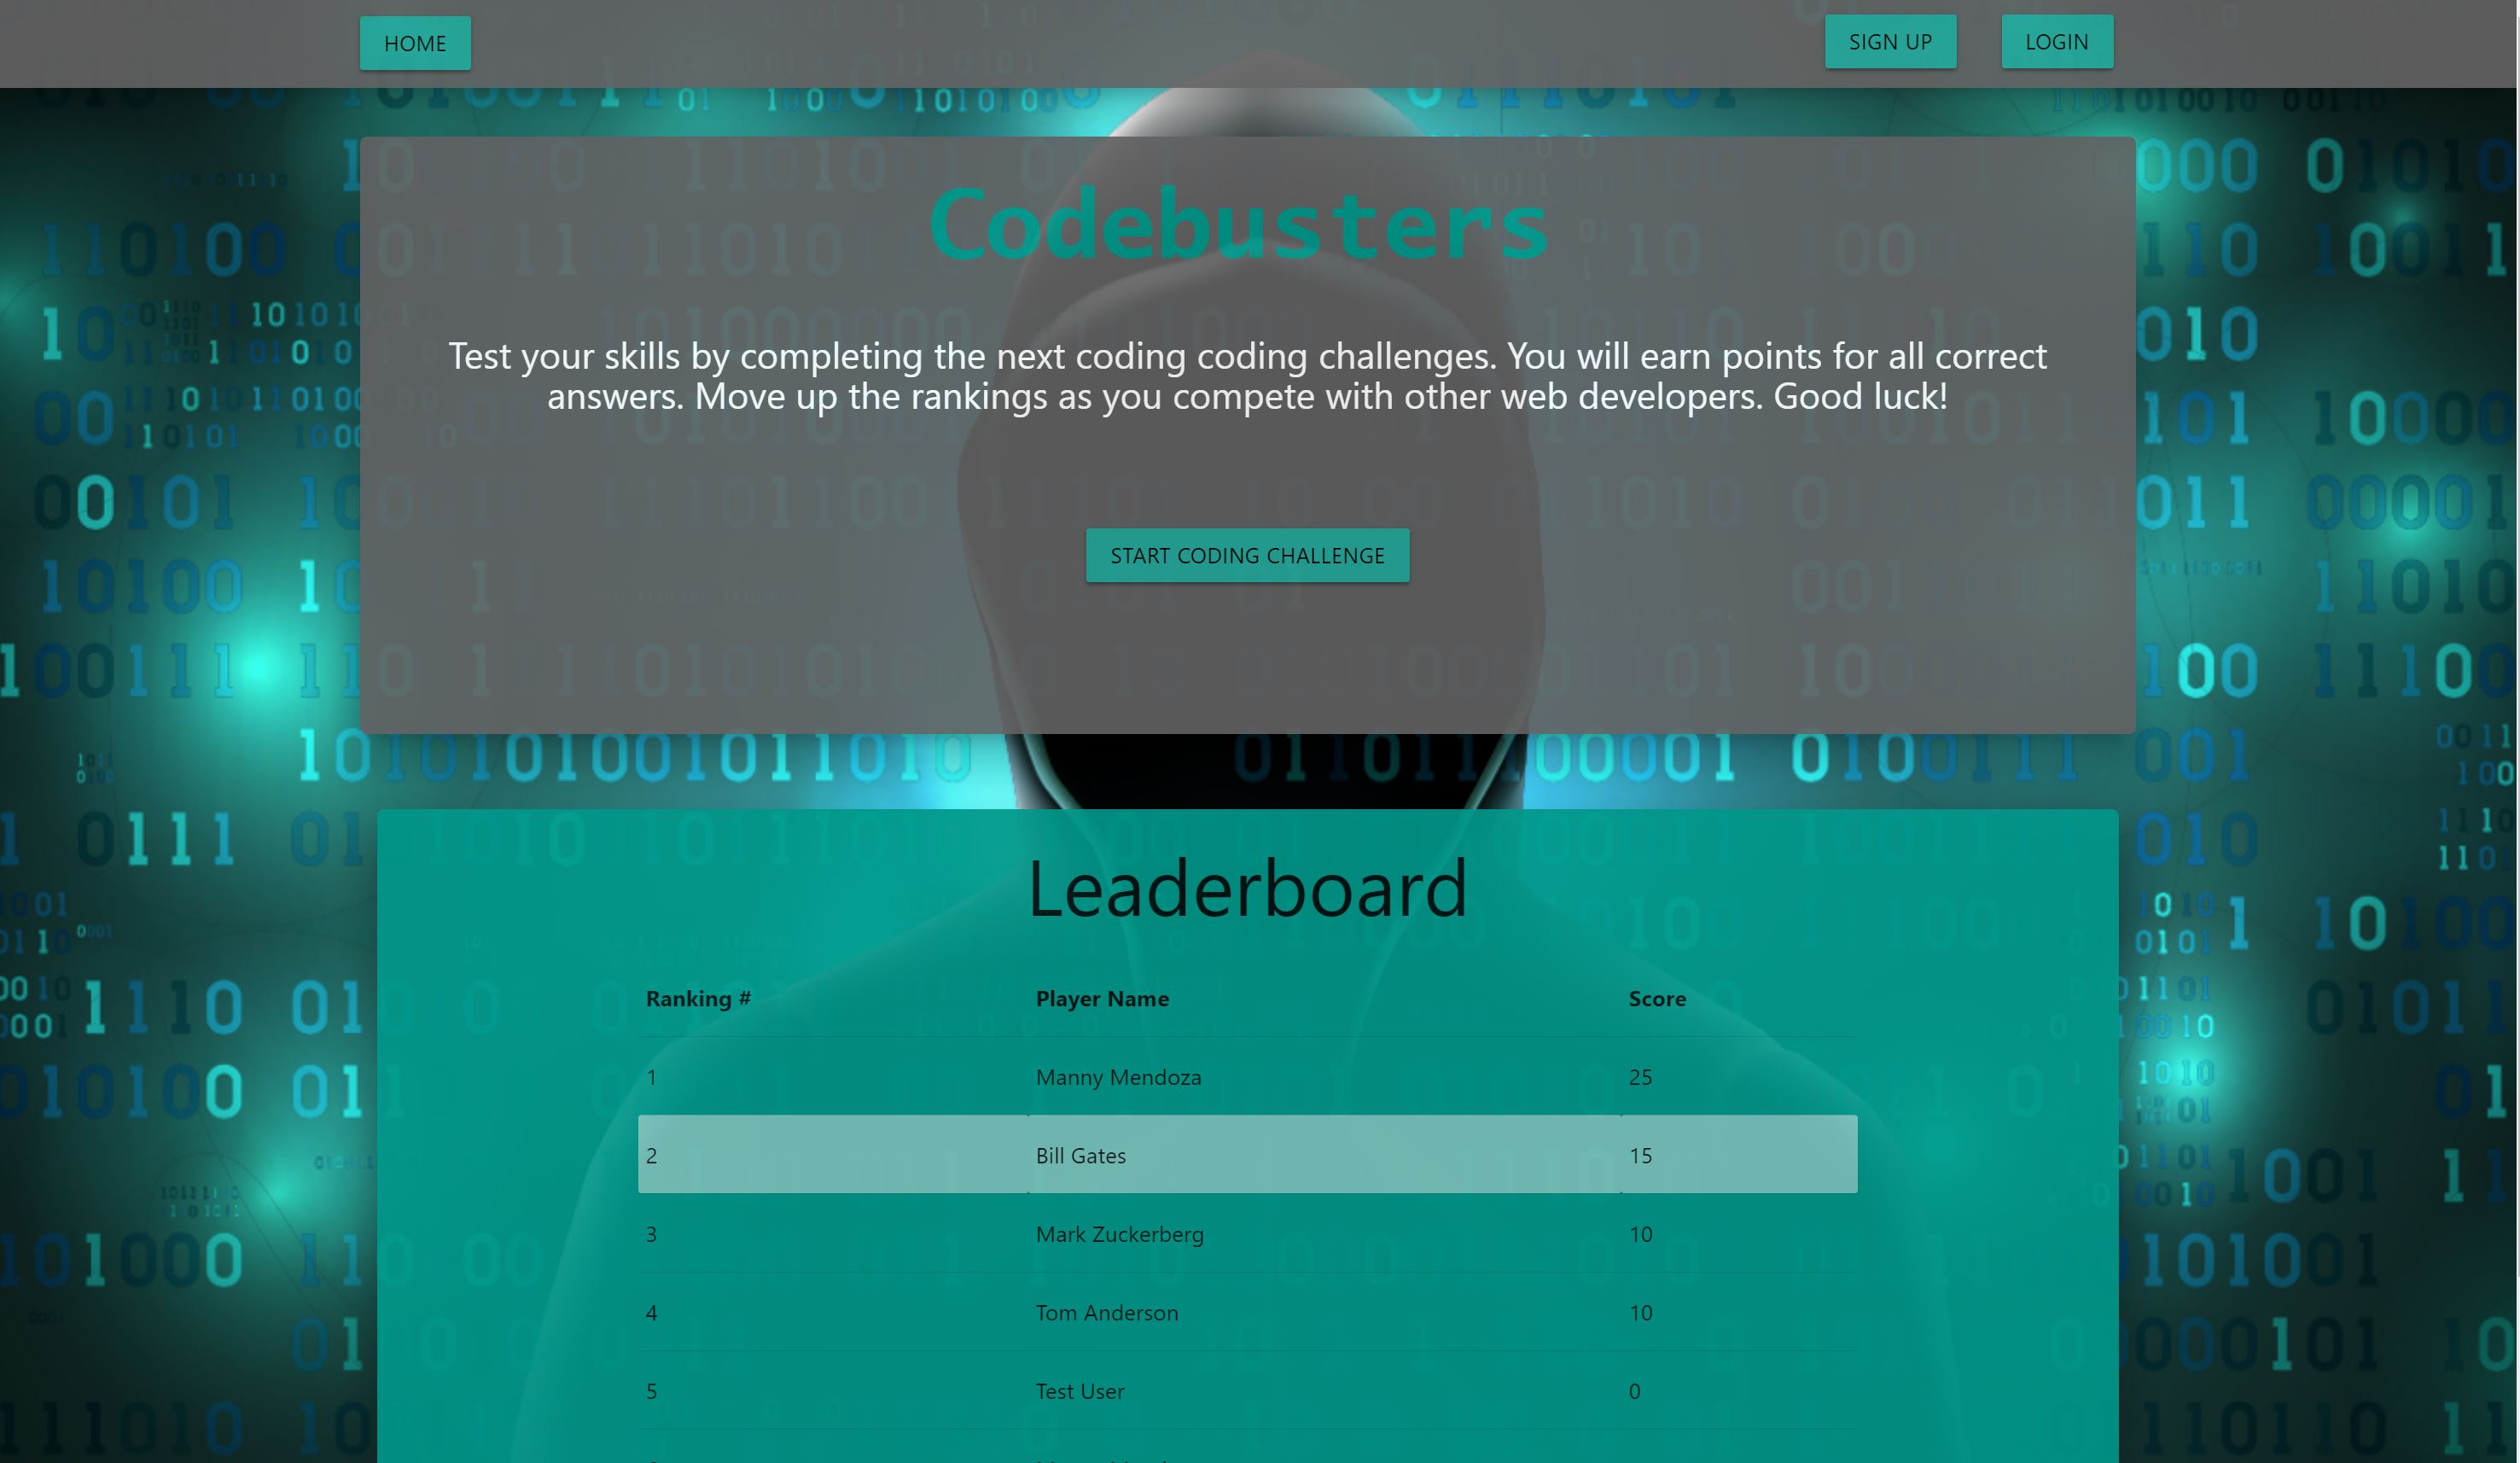 HOME SIGN UP LOGIN
Codebusters
Test your skills by completing the next coding coding challenges. You will earn points for all correct
answers. Move up the rankings as you compete with other web developers. Good luck!
START CODING CHALLENGE
Leaderboard
Ranking # Player Name Score
1 Manny Mendoza 25
2 Bill Gates 15
3 Mark Zuckerberg 10
4 Tom Anderson 10
5 Test User 0